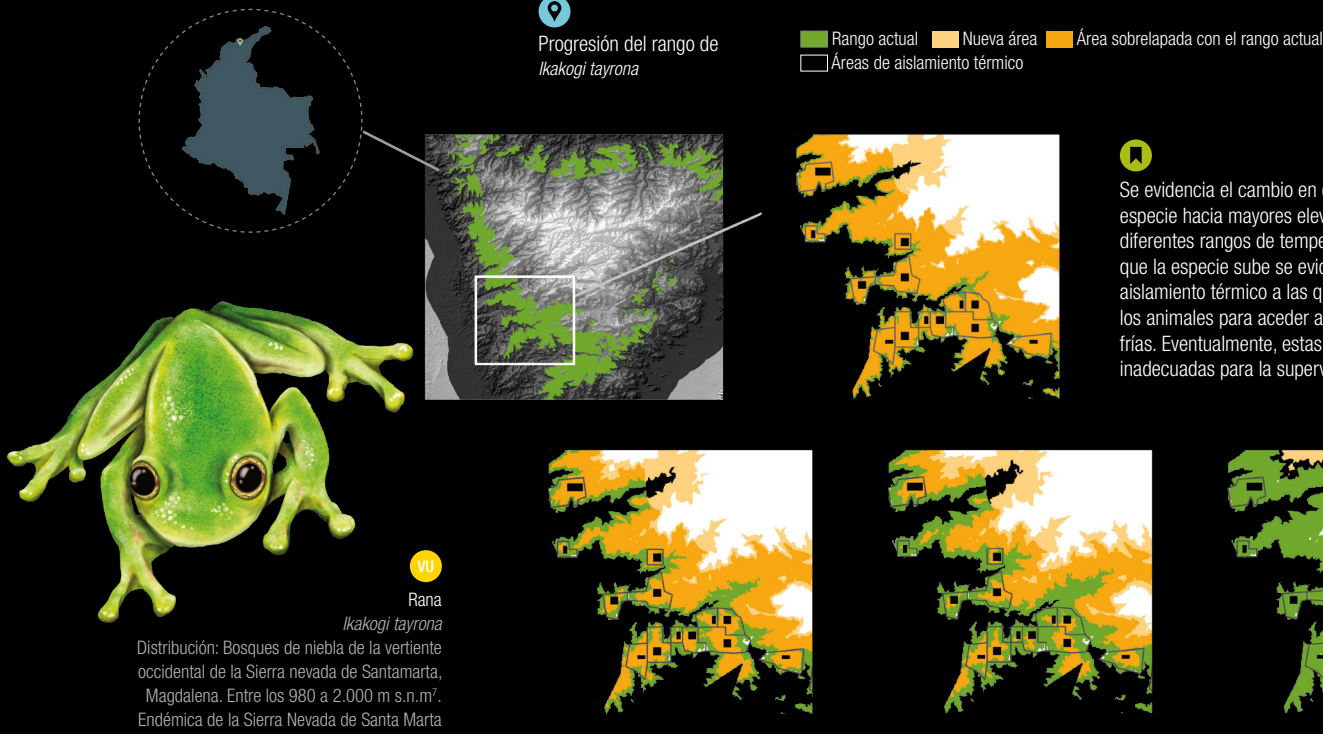 Progresión del rango de
Ikakogi tayrona
Rango actual Nueva área Área sobrelapada con el rango actual
Áreas de aislamiento térmico
Se evidencia el cambio en
especie hacia mayores
diferentes rangos de
que la especie sube se
aislamiento térmico a las
los animales para aceder a
frías. Eventualmente, estas
inadecuadas para la
VU
Rana
Ikakogi tayrona
Distribución: Bosques de niebla de la vertiente
occidental de la Sierra nevada de Santamarta,
Magdalena. Entre los 980 a 2.000 m s.n.m⁷.
Endémica de la Sierra Nevada de Santa Marta